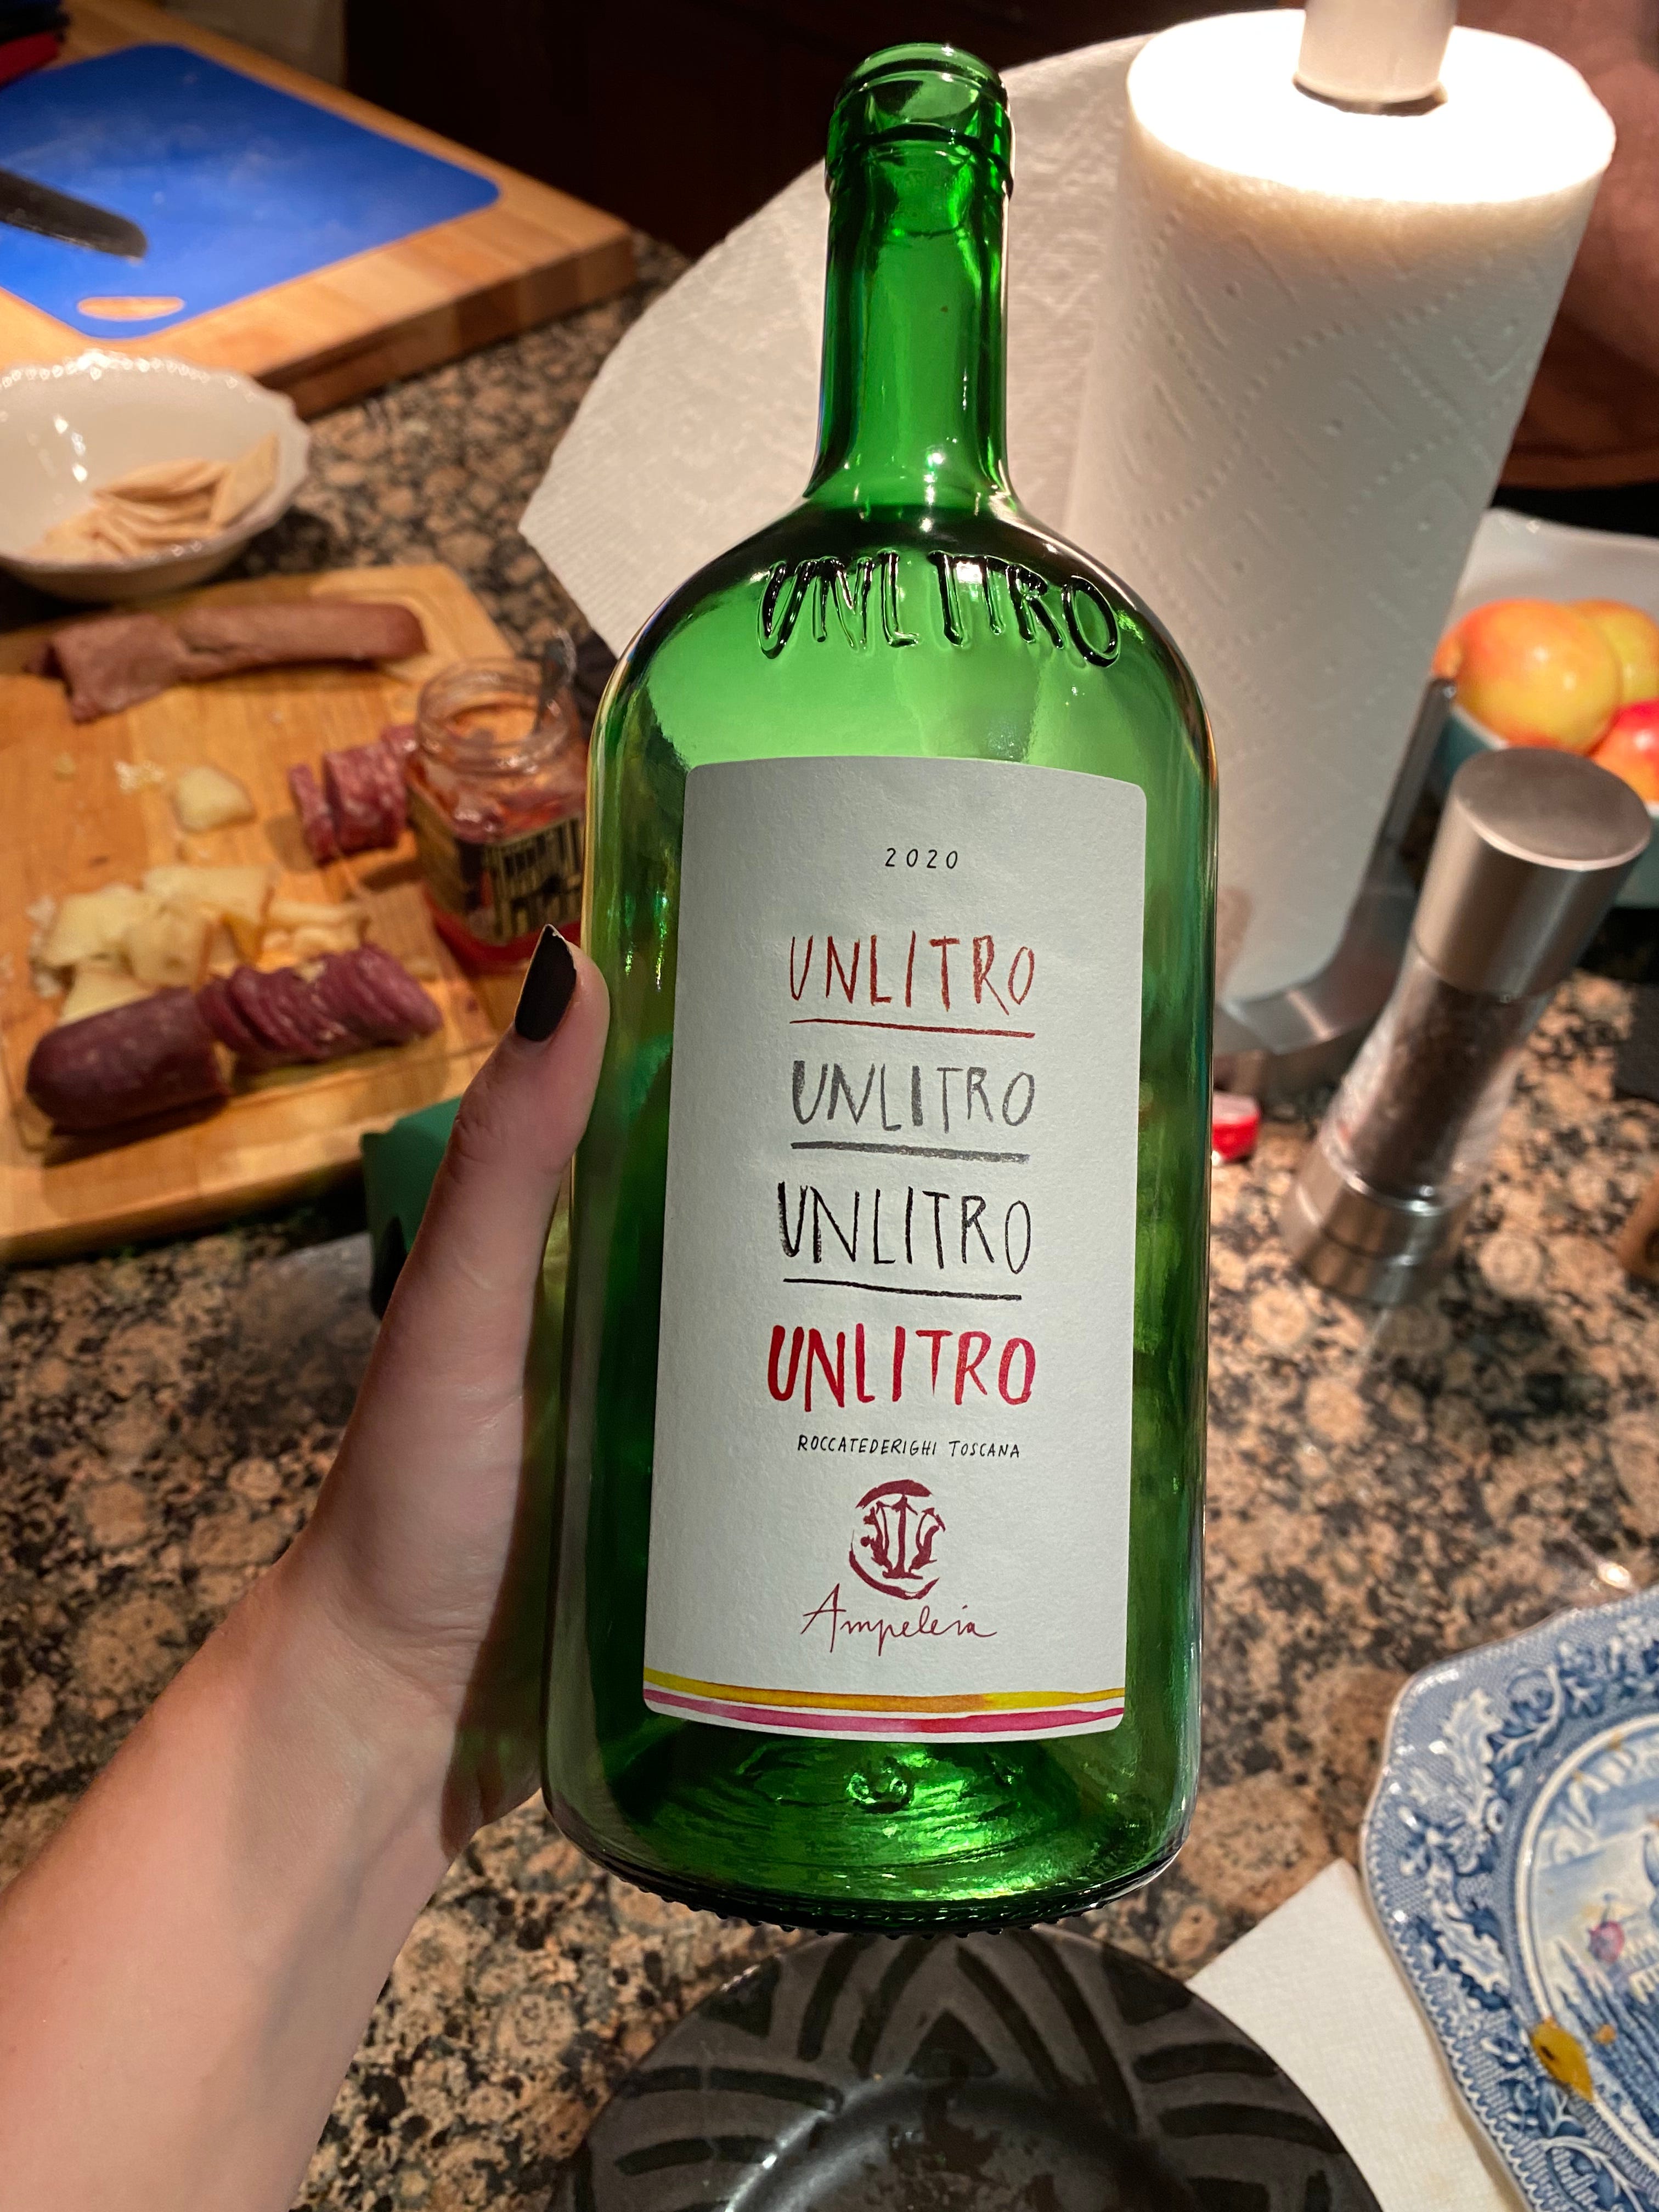 UNLITRO
2020
UNLITRO
UNLITRO
UNLITRO
UNLITRO
ROCCATEDERIGHI TOSCANA
Ampeleia